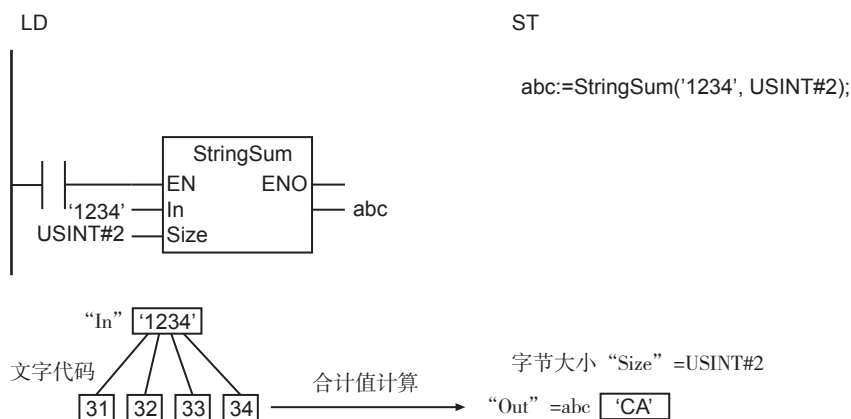 LD
ST
abc:=StringSum('1234', USINT#2);
StringSum
EN ENO
‘1234’ In abc
USINT#2 Size
“In” ‘1234’
文字代码
合计值计算
字节大小“Size”=USINT#2
31 32 33 34
“Out”=abc ‘CA’